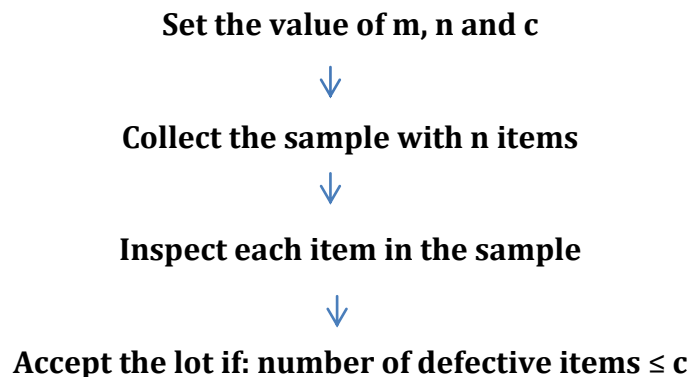 Set the value of m, n and c
Collect the sample with n items
Inspect each item in the sample
Accept the lot if: number of defective items ≤ c